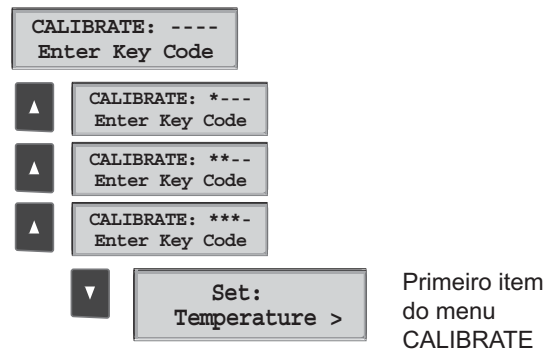 CALIBRATE: ----
Enter Key Code
CALIBRATE: *---
Enter Key Code
CALIBRATE: **--
Enter Key Code
CALIBRATE: ***-
Enter Key Code
Set:
Temperature >
Primeiro item
do menu
CALIBRATE